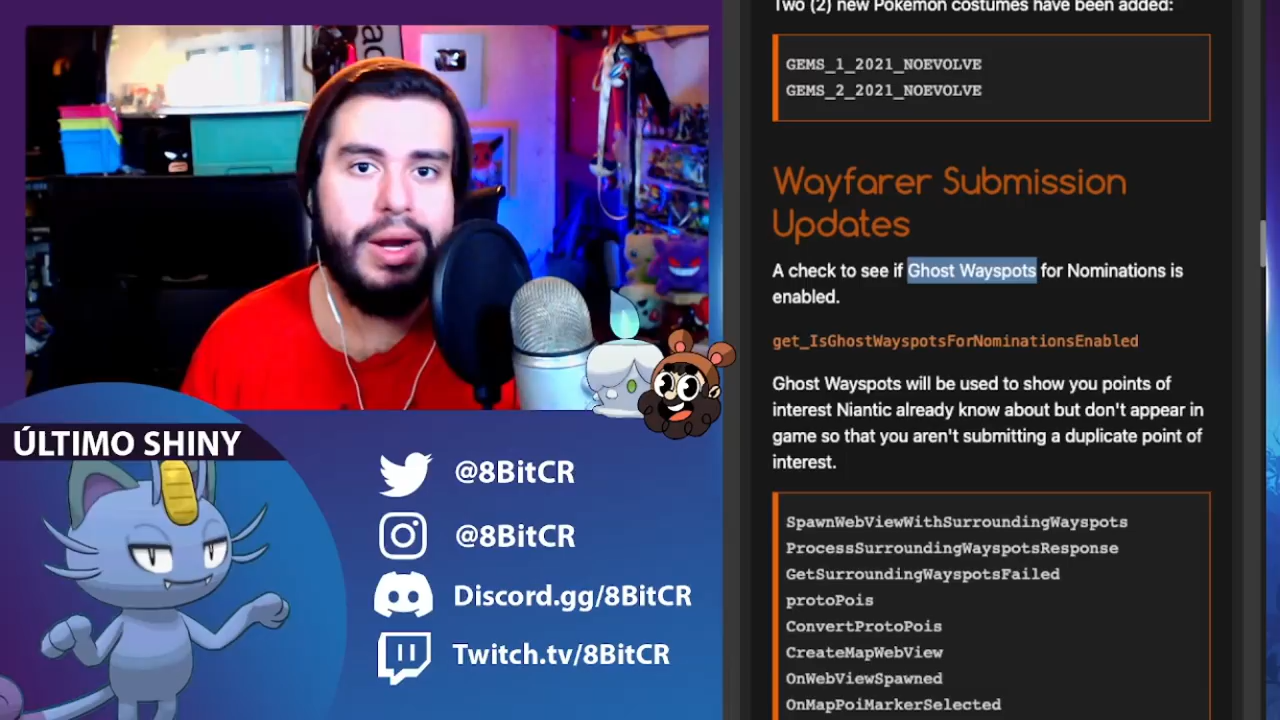 ÚLTIMO SHINY
@8BitCR
@8BitCR
Discord.gg/8BitCR
Twitch.tv/8BitCR
Two (2) new Pokemon costumes have been added:
GEMS_1_2021_NOEVOLVE
GEMS_2_2021_NOEVOLVE
Wayfarer Submission
Updates
A check to see if Ghost Wayspots for Nominations is
enabled.
get_IsGhostWayspotsForNominationsEnabled
Ghost Wayspots will be used to show you points of
interest Niantic already know about but don't appear in
game so that you aren't submitting a duplicate point of
interest.
SpawnWebViewWithSurroundingWayspots
ProcessSurroundingWayspotsResponse
GetSurroundingWayspotsFailed
protoPois
ConvertProtoPois
CreateMapWebView
OnWebViewSpawned
OnMapPoiMarkerSelected